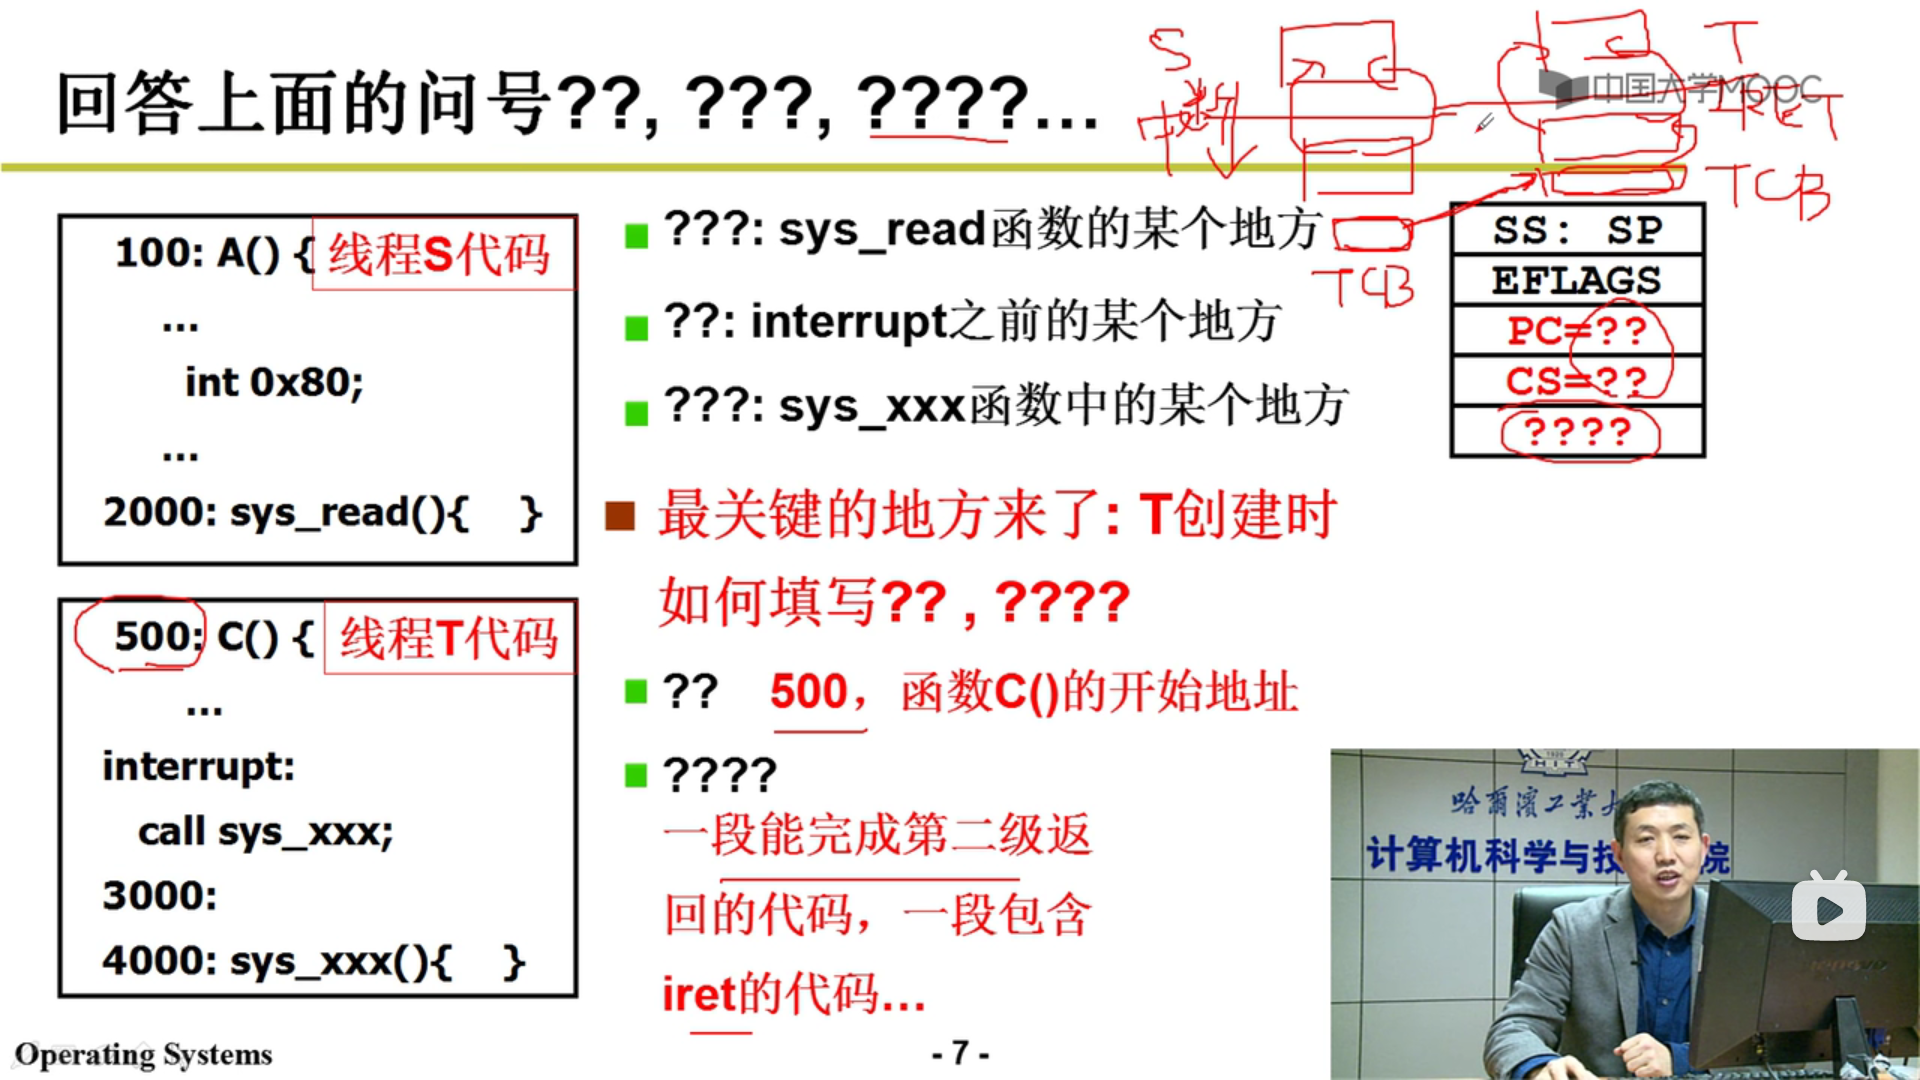 回答上面的问号??, ???, ????...
中国大学MOOC
S
中断
T
IRET
TCB
TCB
100: A() {
线程S代码
...
int 0x80;
...
2000: sys_read(){ }
500: C() {
线程T代码
...
interrupt:
call sys_xxx;
3000:
4000: sys_xxx(){ }
???: sys_read函数的某个地方
??: interrupt之前的某个地方
???: sys_xxx函数中的某个地方
最关键的地方来了: T创建时
如何填写?? , ????
?? 500，函数C()的开始地址
????
一段能完成第二级返
回的代码，一段包含
iret的代码...
SS: SP
EFLAGS
PC=??
CS=??
????
HIT
哈爾濱工業大
计算机科学与技
院
Operating Systems
- 7 -